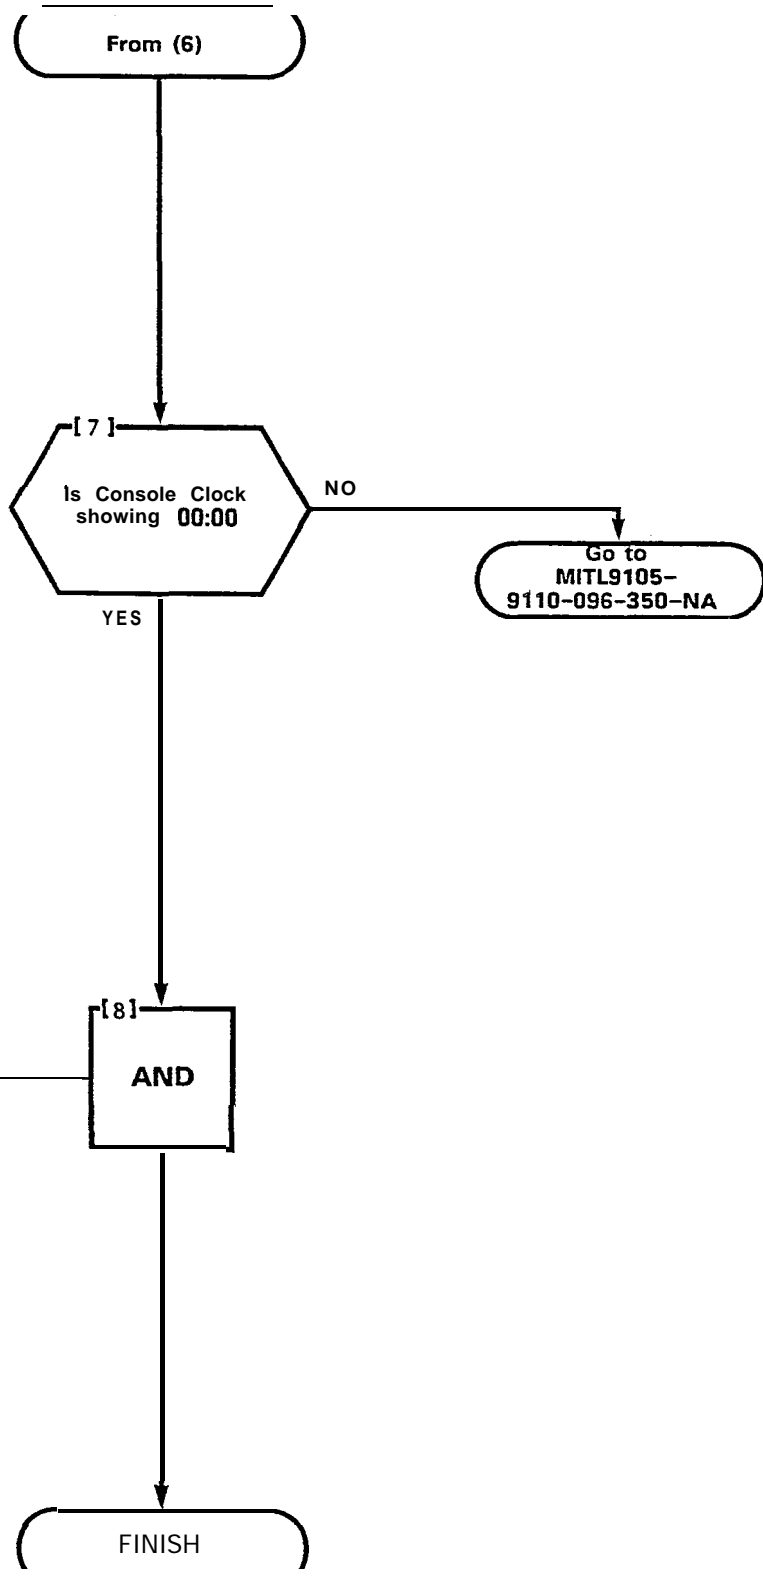 From (6)
[ 7 ]
Is Console Clock
showing 00:00
NO
Go to
MITL9105-
9110-096-350-NA
YES
[8]
AND
FINISH